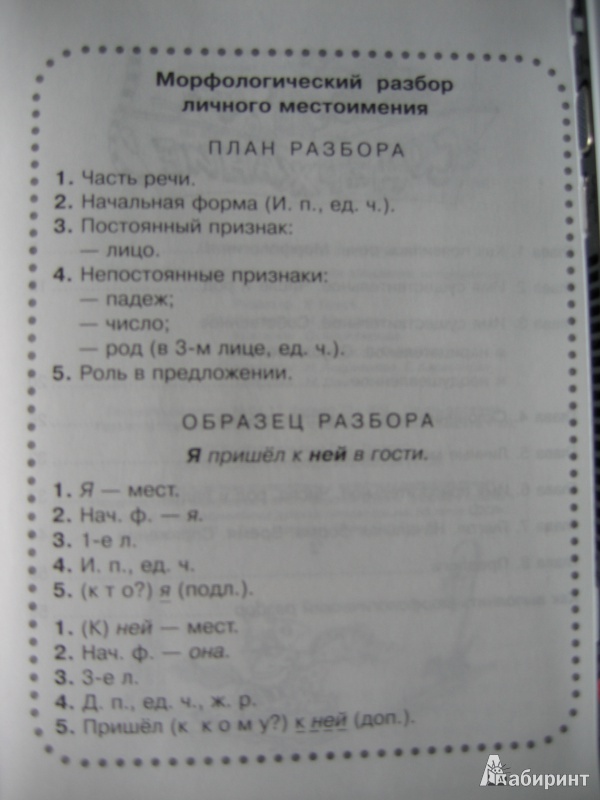 Морфологический разбор
личного местоимения
ПЛАН РАЗБОРА
1. Часть речи.
2. Начальная форма (И. п., ед. ч.).
3. Постоянный признак:
— лицо.
4. Непостоянные признаки:
— падеж;
— число;
— род (в 3-м лице, ед. ч.).
5. Роль в предложении.
ОБРАЗЕЦ РАЗБОРА
Я пришёл к ней в гости.
1. Я — мест.
2. Нач. ф. — я.
3. 1-е л.
4. И. п., ед. ч.
5. (к т о?) я (подл.).
1. (К) ней — мест.
2. Нач. ф. — она.
3. 3-е л.
4. Д. п., ед. ч., ж. р.
5. Пришёл (к к о м у?) к ней (доп.).
Лабиринт